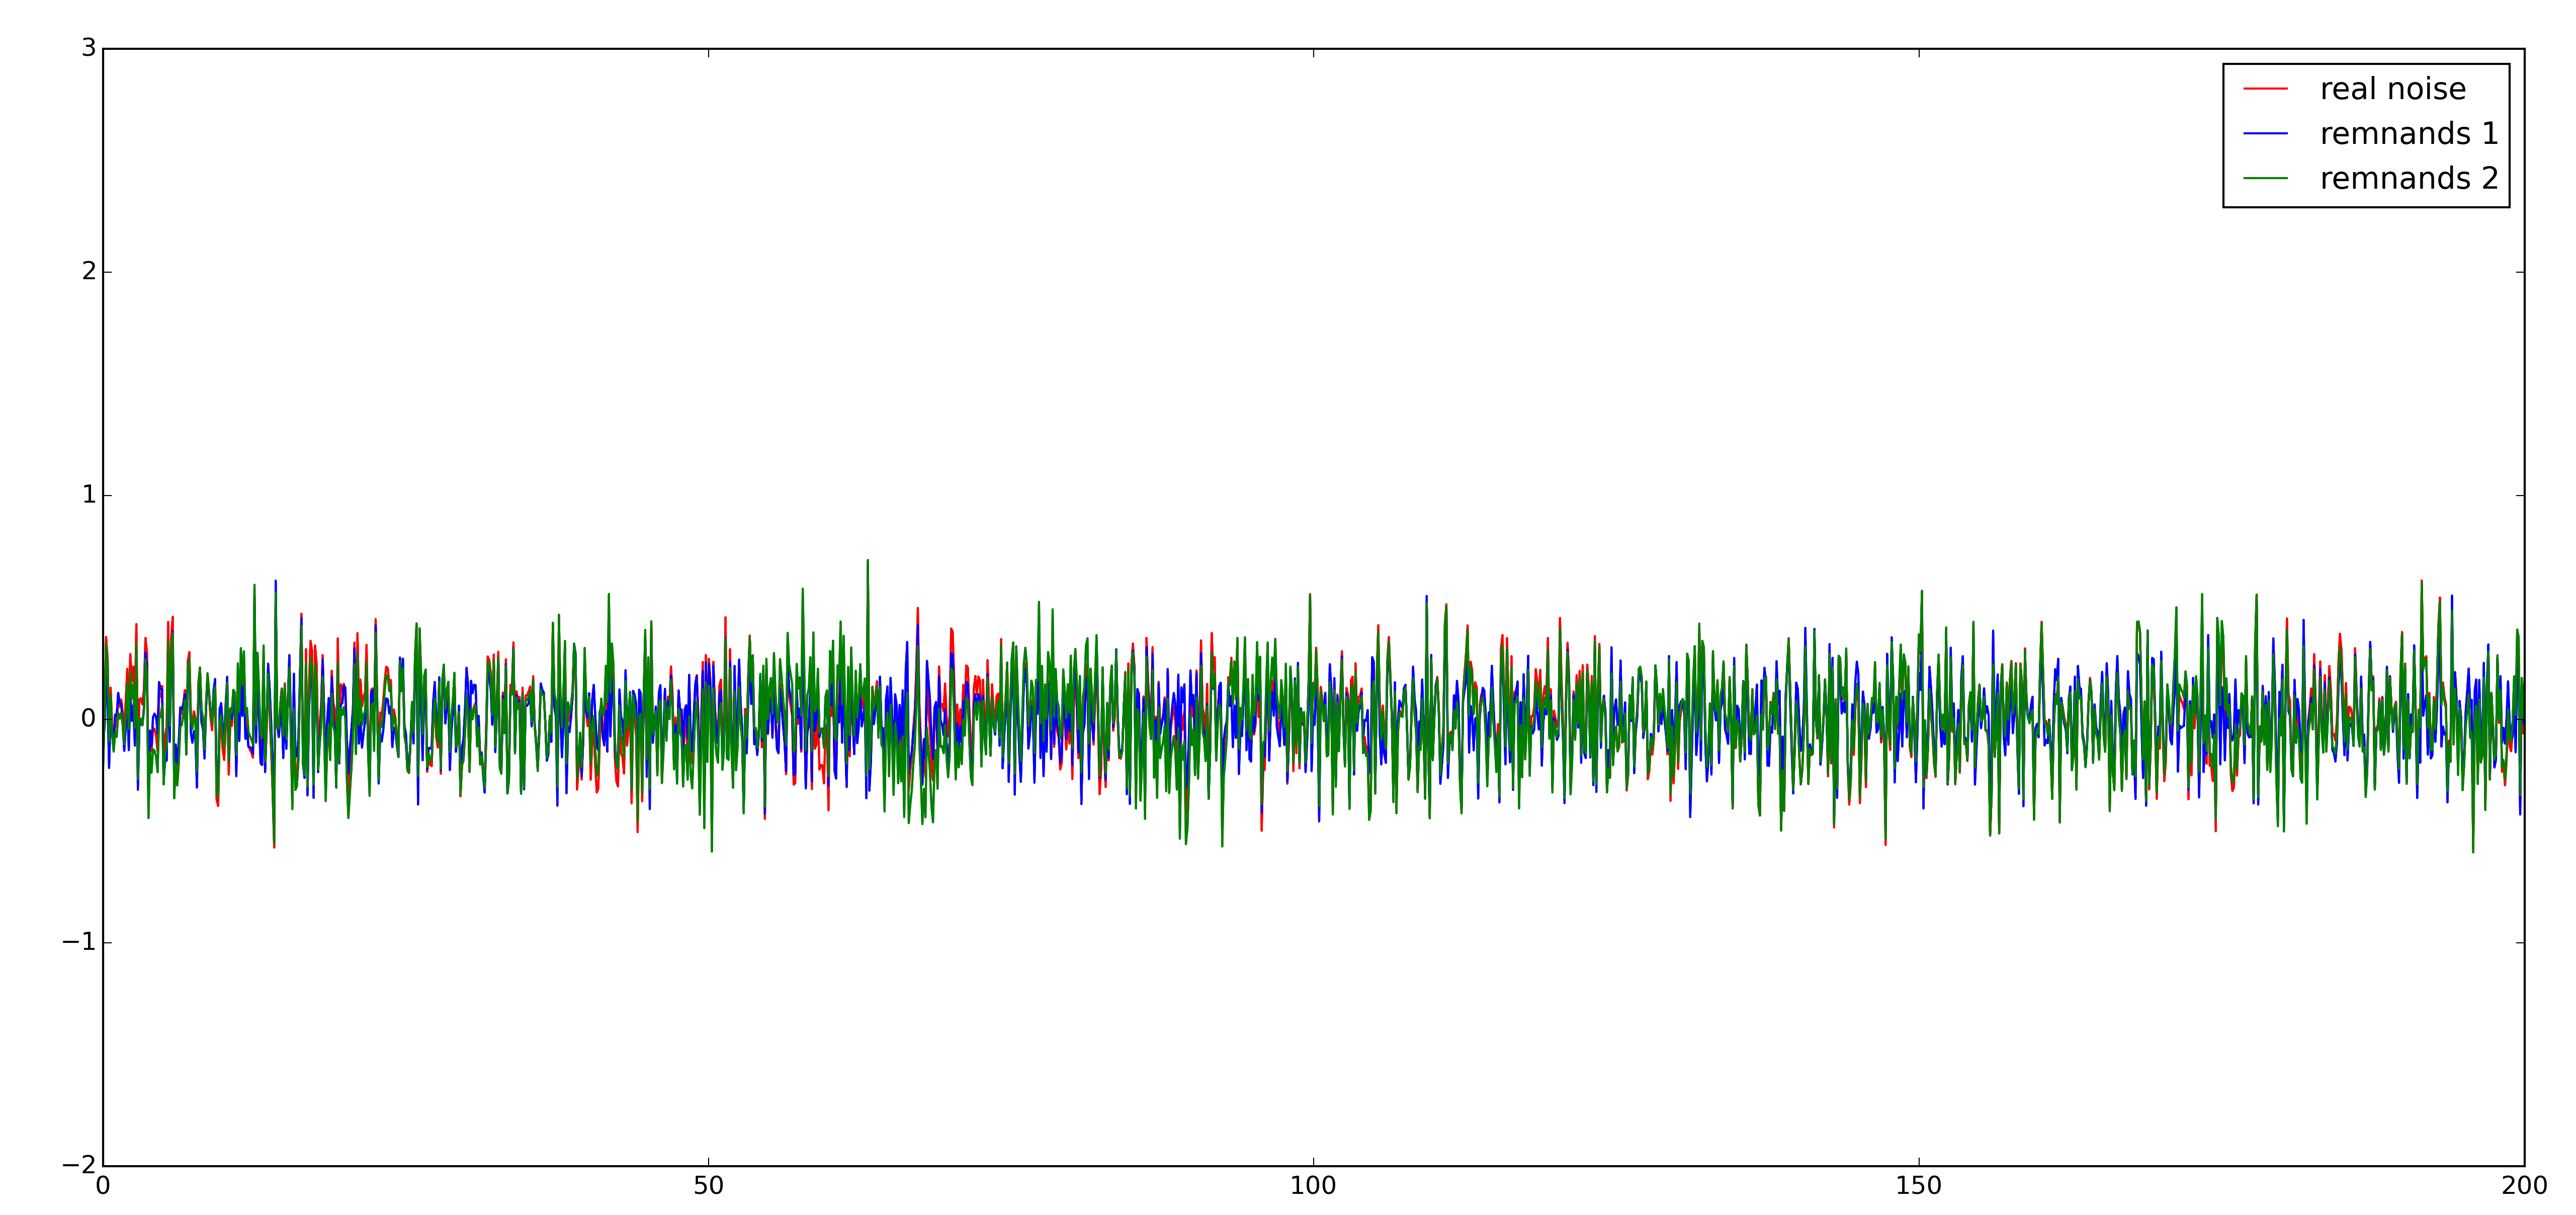 3
real noise
remnands 1
remnands 2
2
1
0
−1
−2
0 50 100 150 200